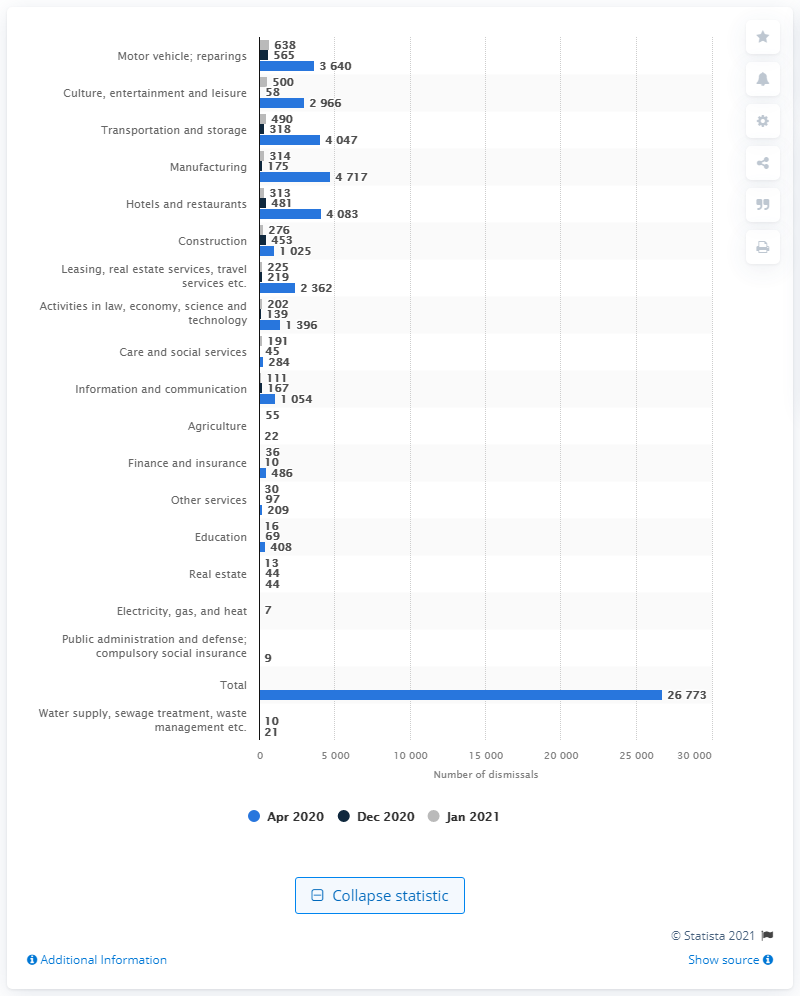 Motor vehicle; reparings
638
565
3 640
Culture, entertainment and leisure
500
58
2 966
Transportation and storage
490
318
4 047
Manufacturing
314
175
4 717
Hotels and restaurants
313
481
4 083
Construction
276
453
1 025
Leasing, real estate services, travel
services etc.
225
219
2 362
Activities in law, economy, science and
technology
202
139
1 396
Care and social services
191
45
284
Information and communication
111
167
1 054
Agriculture
55
22
Finance and insurance
36
10
486
Other services
30
97
209
Education
16
69
408
Real estate
13
44
44
Electricity, gas, and heat
7
Public administration and defense;
compulsory social insurance
9
Total
26 773
Water supply, sewage treatment, waste
management etc.
10
21
0 5 000 10 000 15 000 20 000 25 000 30 000
Number of dismissals
Apr 2020 Dec 2020 Jan 2021
Collapse statistic
© Statista 2021
Additional Information Show source